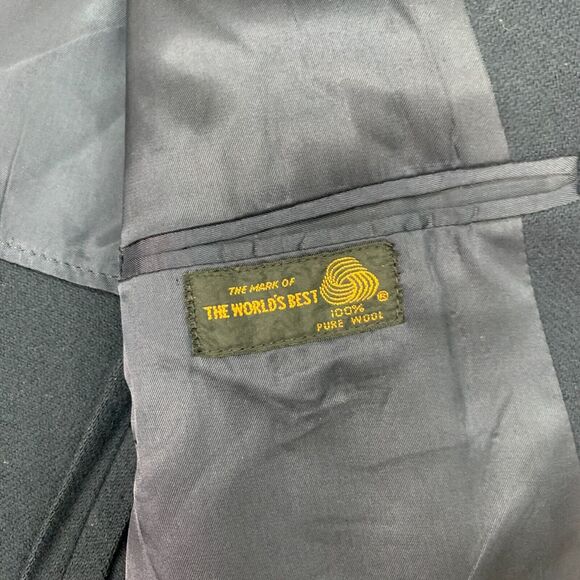 THE MARK OF
THE WORLD'S BEST
®
100%
PURE WOOL